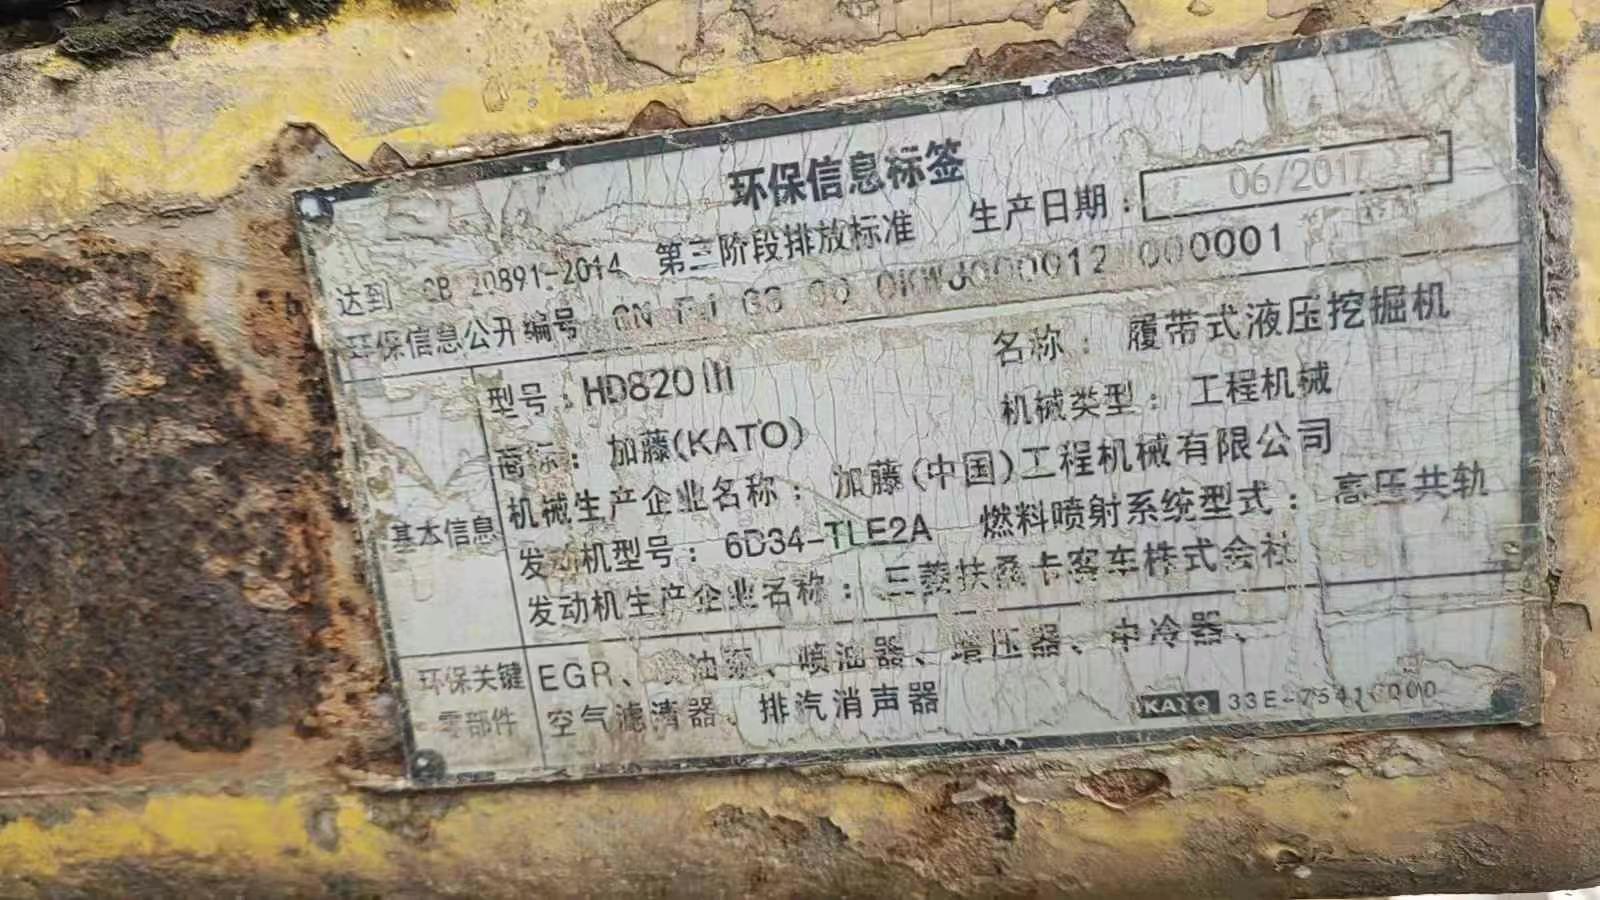 环保信息标签
达到 GB 20891-2014 第三阶段排放标准 生产日期: 06/2017
环保信息公开编号 CN 000001
基本信息
型号: HD820III 名称: 履带式液压挖掘机
商标: 加藤(KATO) 机械类型: 工程机械
机械生产企业名称: 加藤(中国)工程机械有限公司
发动机型号: 6D34-TLE2A 燃料喷射系统型式: 高压共轨
发动机生产企业名称: 三菱扶桑卡客车株式会社
环保关键零部件
EGR、喷油泵、喷油器、增压器、中冷器、
空气滤清器、排汽消声器
KATO